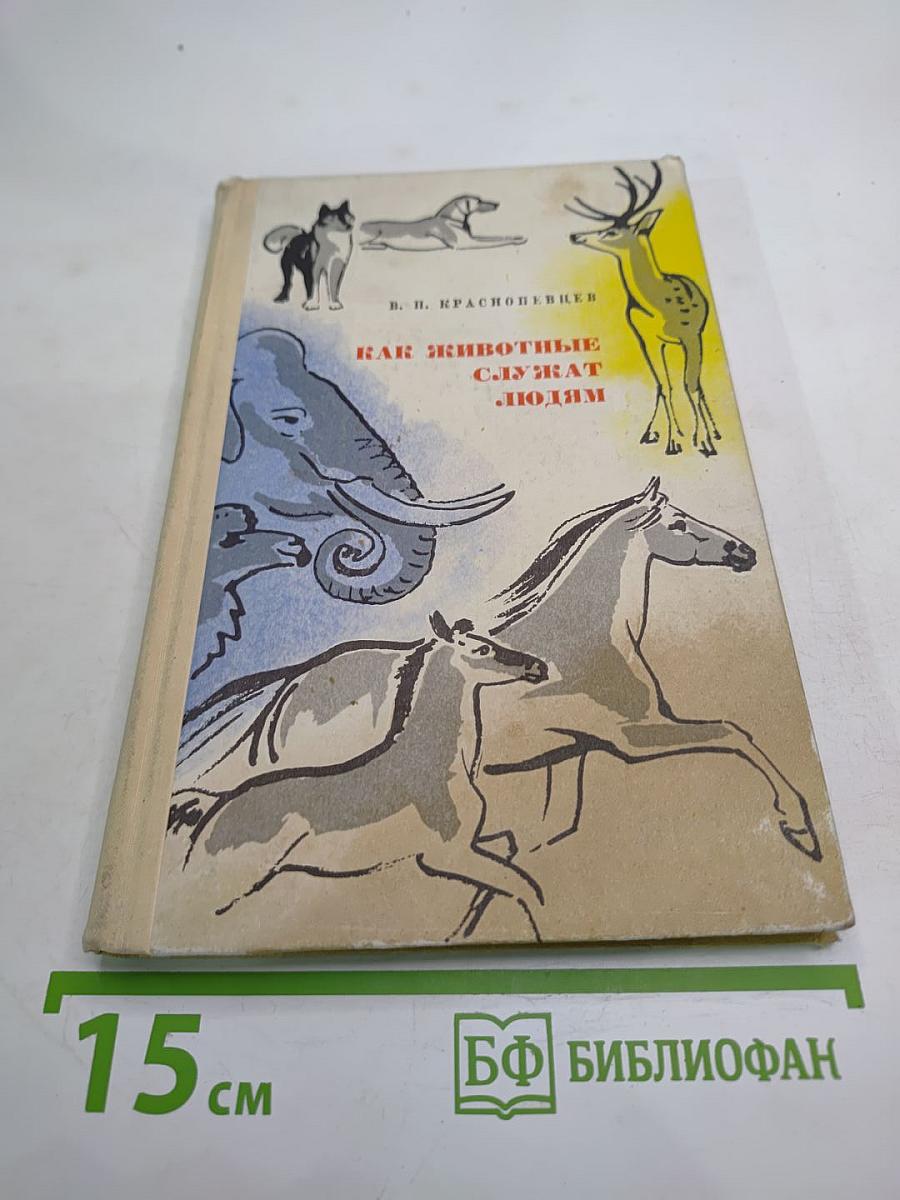 В. П. КРАСНОПЕВЦЕВ
КАК ЖИВОТНЫЕ
СЛУЖАТ
ЛЮДЯМ
15 см
БФ БИБЛИОФАН